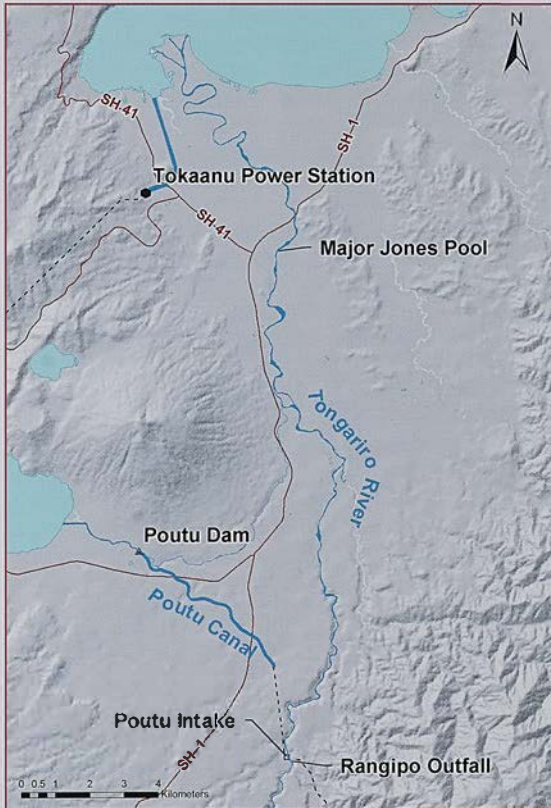 N
SH-41
SH-1
Tokaanu Power Station
SH-41
Major Jones Pool
Tongariro River
Poutu Dam
Poutu Canal
Poutu Intake
SH-1
Rangipo Outfall
0 0.5 1 2 3 4
Kilometers